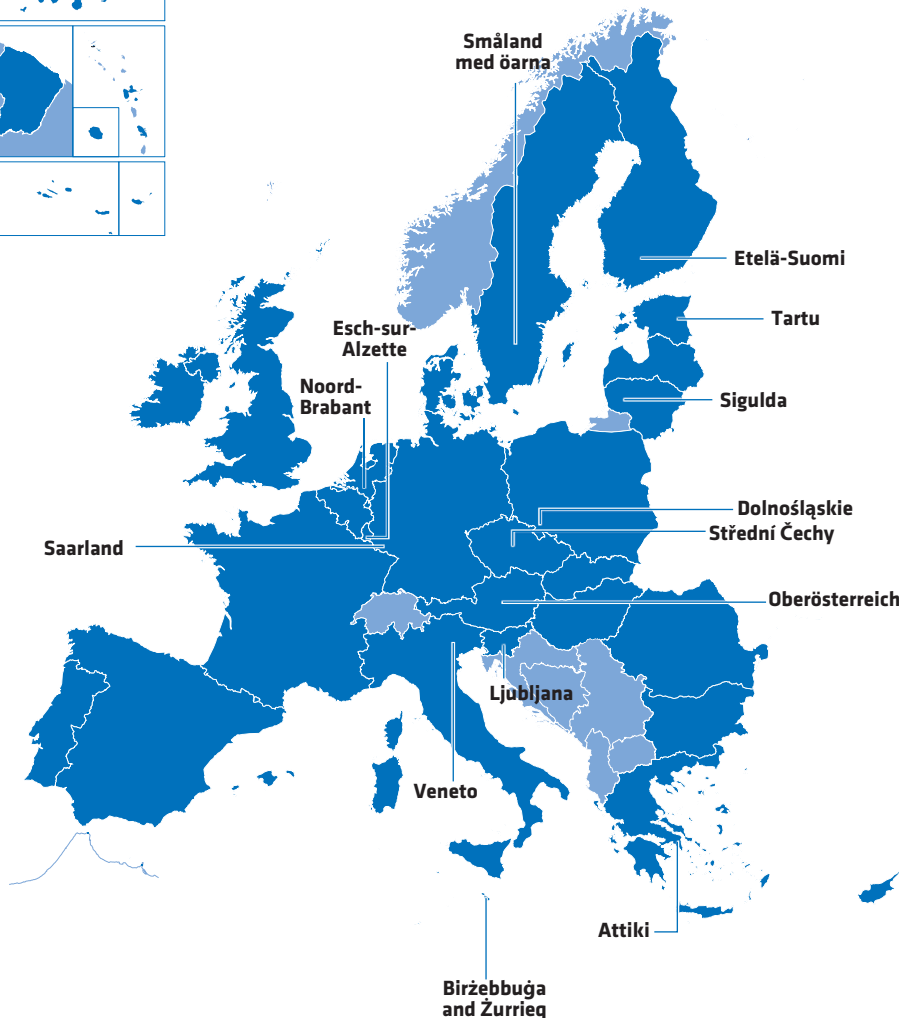 Småland
med öarna
Etelä-Suomi
Tartu
Esch-sur-
Alzette
Noord-
Brabant
Sigulda
Dolnośląskie
Střední Čechy
Saarland
Oberösterreich
Ljubljana
Veneto
Attiki
Birżebbuġa
and Żurrieq